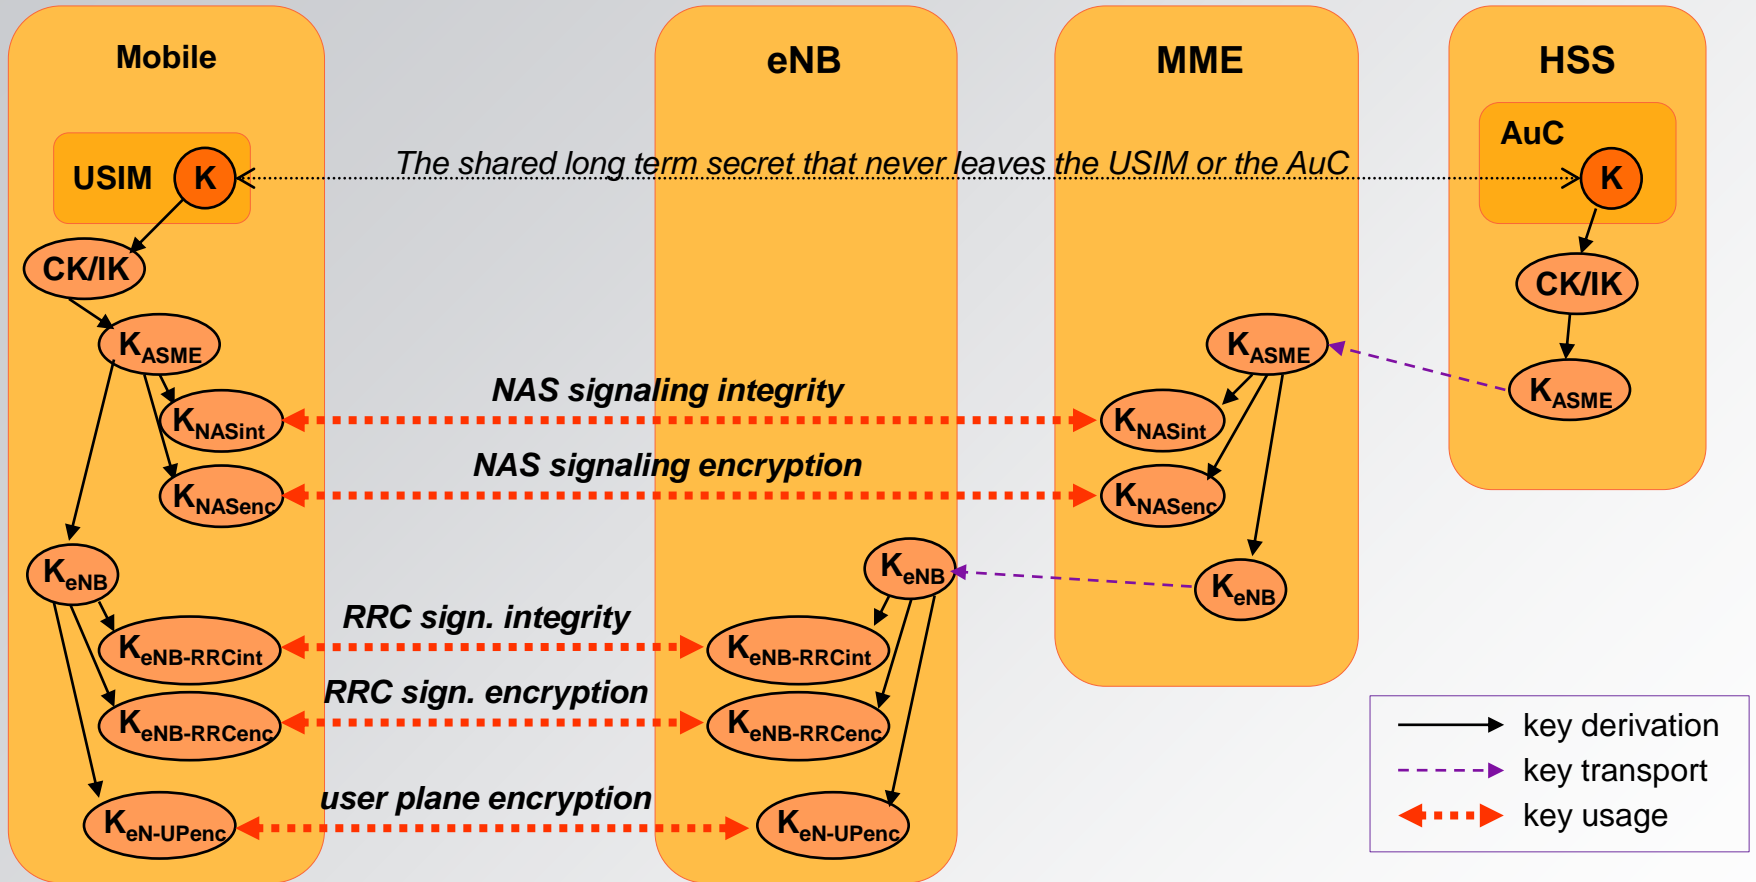 Mobile
eNB
MME
HSS
AuC
USIM
K
The shared long term secret that never leaves the USIM or the AuC
K
CK/IK
CK/IK
KASME
KASME
KASME
NAS signaling integrity
KNASint
KNASint
NAS signaling encryption
KNASenc
KNASenc
KeNB
KeNB
KeNB
RRC sign. integrity
KeNB-RRCint
KeNB-RRCint
RRC sign. encryption
KeNB-RRCenc
KeNB-RRCenc
user plane encryption
KeN-UPenc
KeN-UPenc
key derivation
key transport
key usage